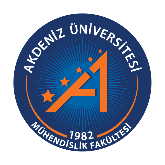 AKDENİZ ÜNİVERSİTESİ
1982
MÜHENDİSLİK FAKÜLTESİ